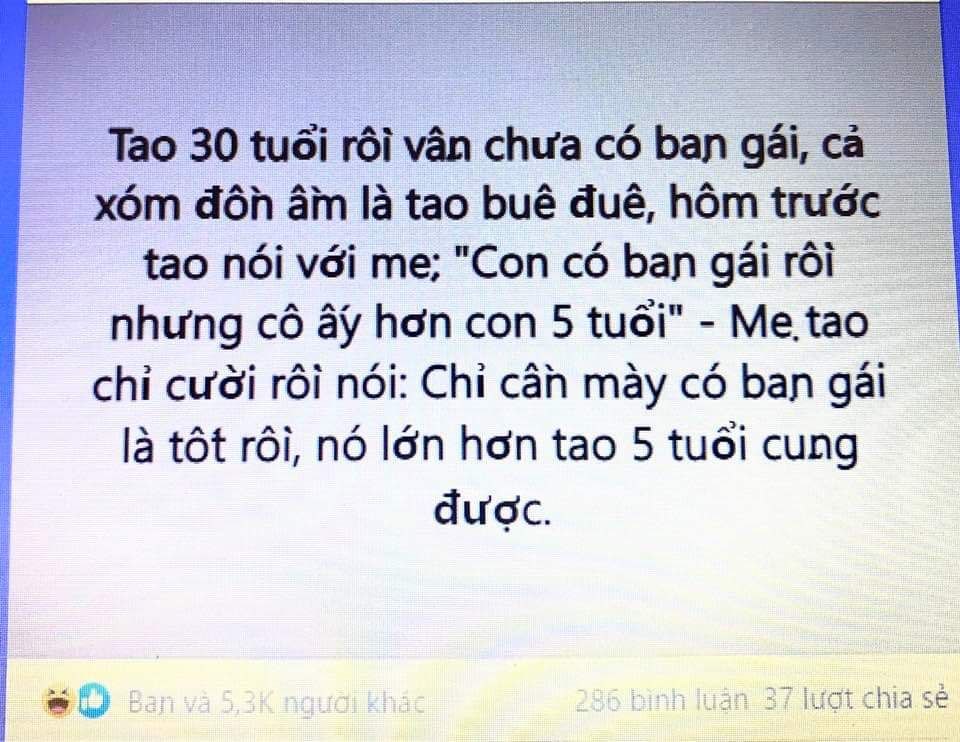 Tao 30 tuổi rồi vẫn chưa có bạn gái, cả
xóm đồn ầm là tao buê đuê, hôm trước
tao nói với mẹ; "Con có bạn gái rồi
nhưng cô ấy hơn con 5 tuổi" - Mẹ tao
chỉ cười rồi nói: Chỉ cần mày có bạn gái
là tốt rồi, nó lớn hơn tao 5 tuổi cũng
được.
Bạn và 5,3K người khác 286 bình luận 37 lượt chia sẻ